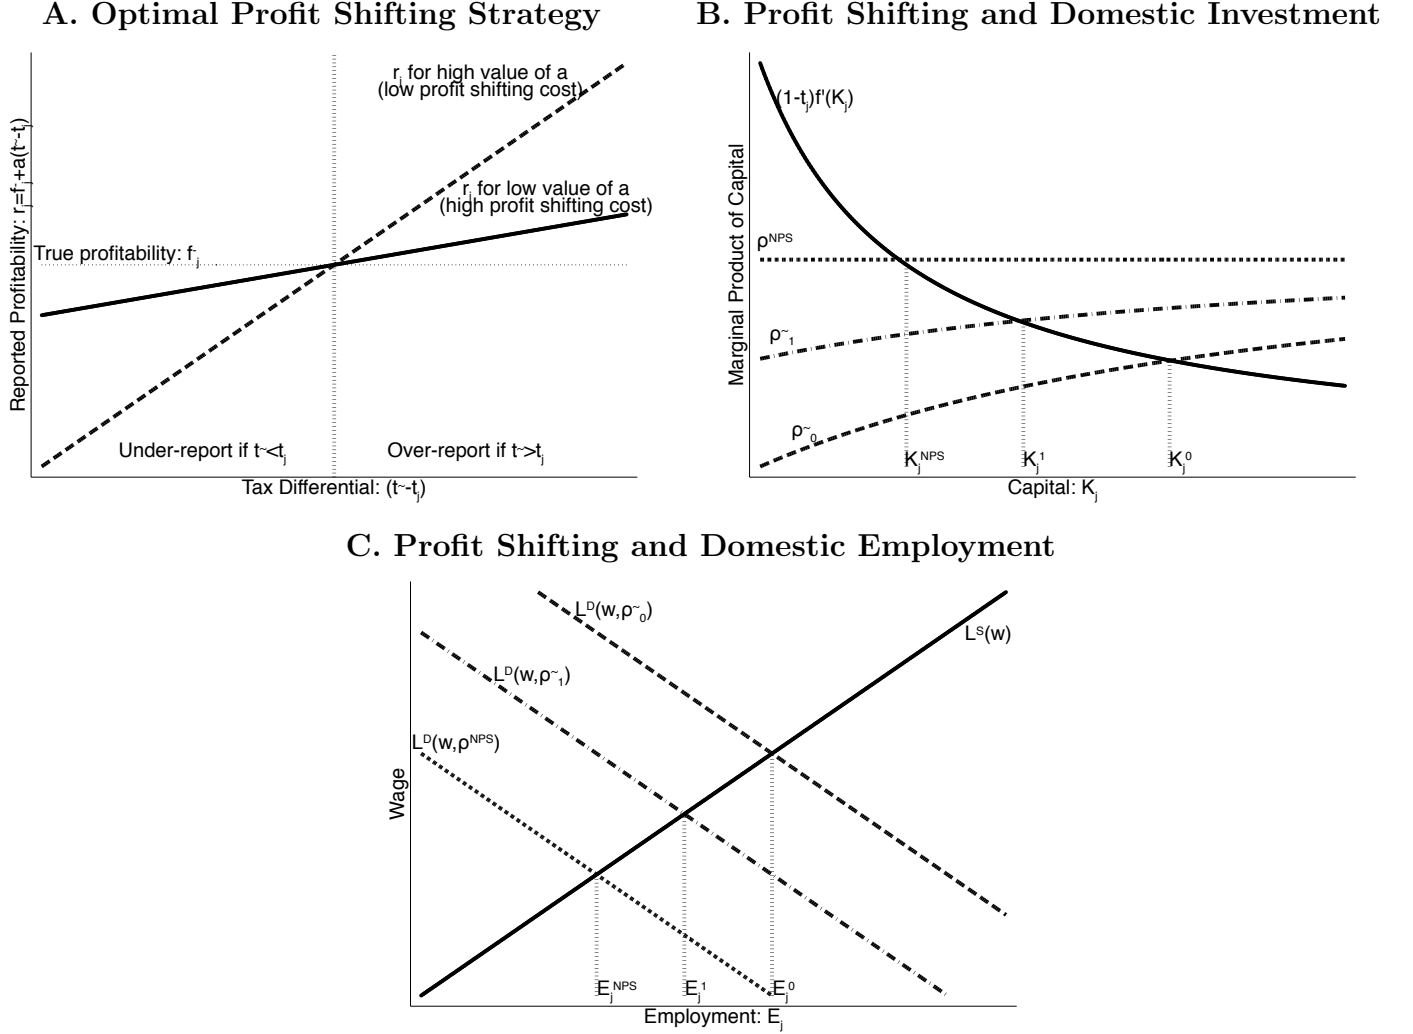 A. Optimal Profit Shifting Strategy
Reported Profitability: r_j=f_j+a(t~-t_j)
r_j for high value of a
(low profit shifting cost)
r_j for low value of a
(high profit shifting cost)
True profitability: f_j
Under-report if t~<t_j
Over-report if t~>t_j
Tax Differential: (t~-t_j)
B. Profit Shifting and Domestic Investment
Marginal Product of Capital
(1-t_j)f'(K_j)
ρ^NPS
ρ~_1
ρ~_0
K_j^NPS
K_j^1
K_j^0
Capital: K_j
C. Profit Shifting and Domestic Employment
Wage
L^D(w,ρ~_0)
L^S(w)
L^D(w,ρ~_1)
L^D(w,ρ^NPS)
E_j^NPS
E_j^1
E_j^0
Employment: E_j